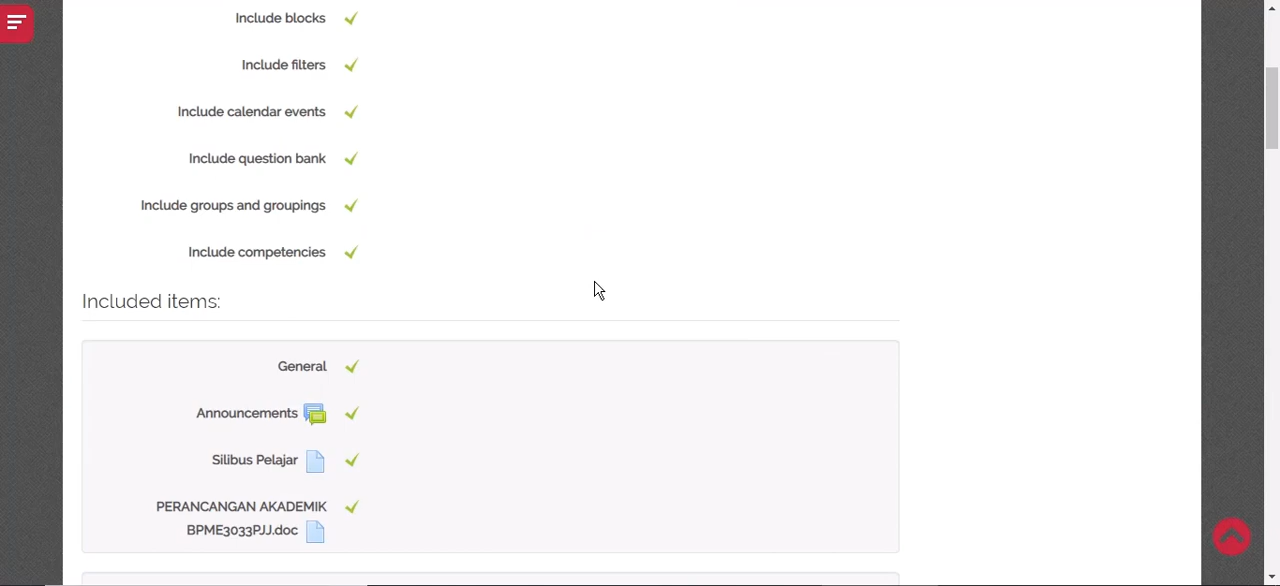 Include blocks
Include filters
Include calendar events
Include question bank
Include groups and groupings
Include competencies
Included items:
General
Announcements
Silibus Pelajar
PERANCANGAN AKADEMIK
BPME3033PJJ.doc